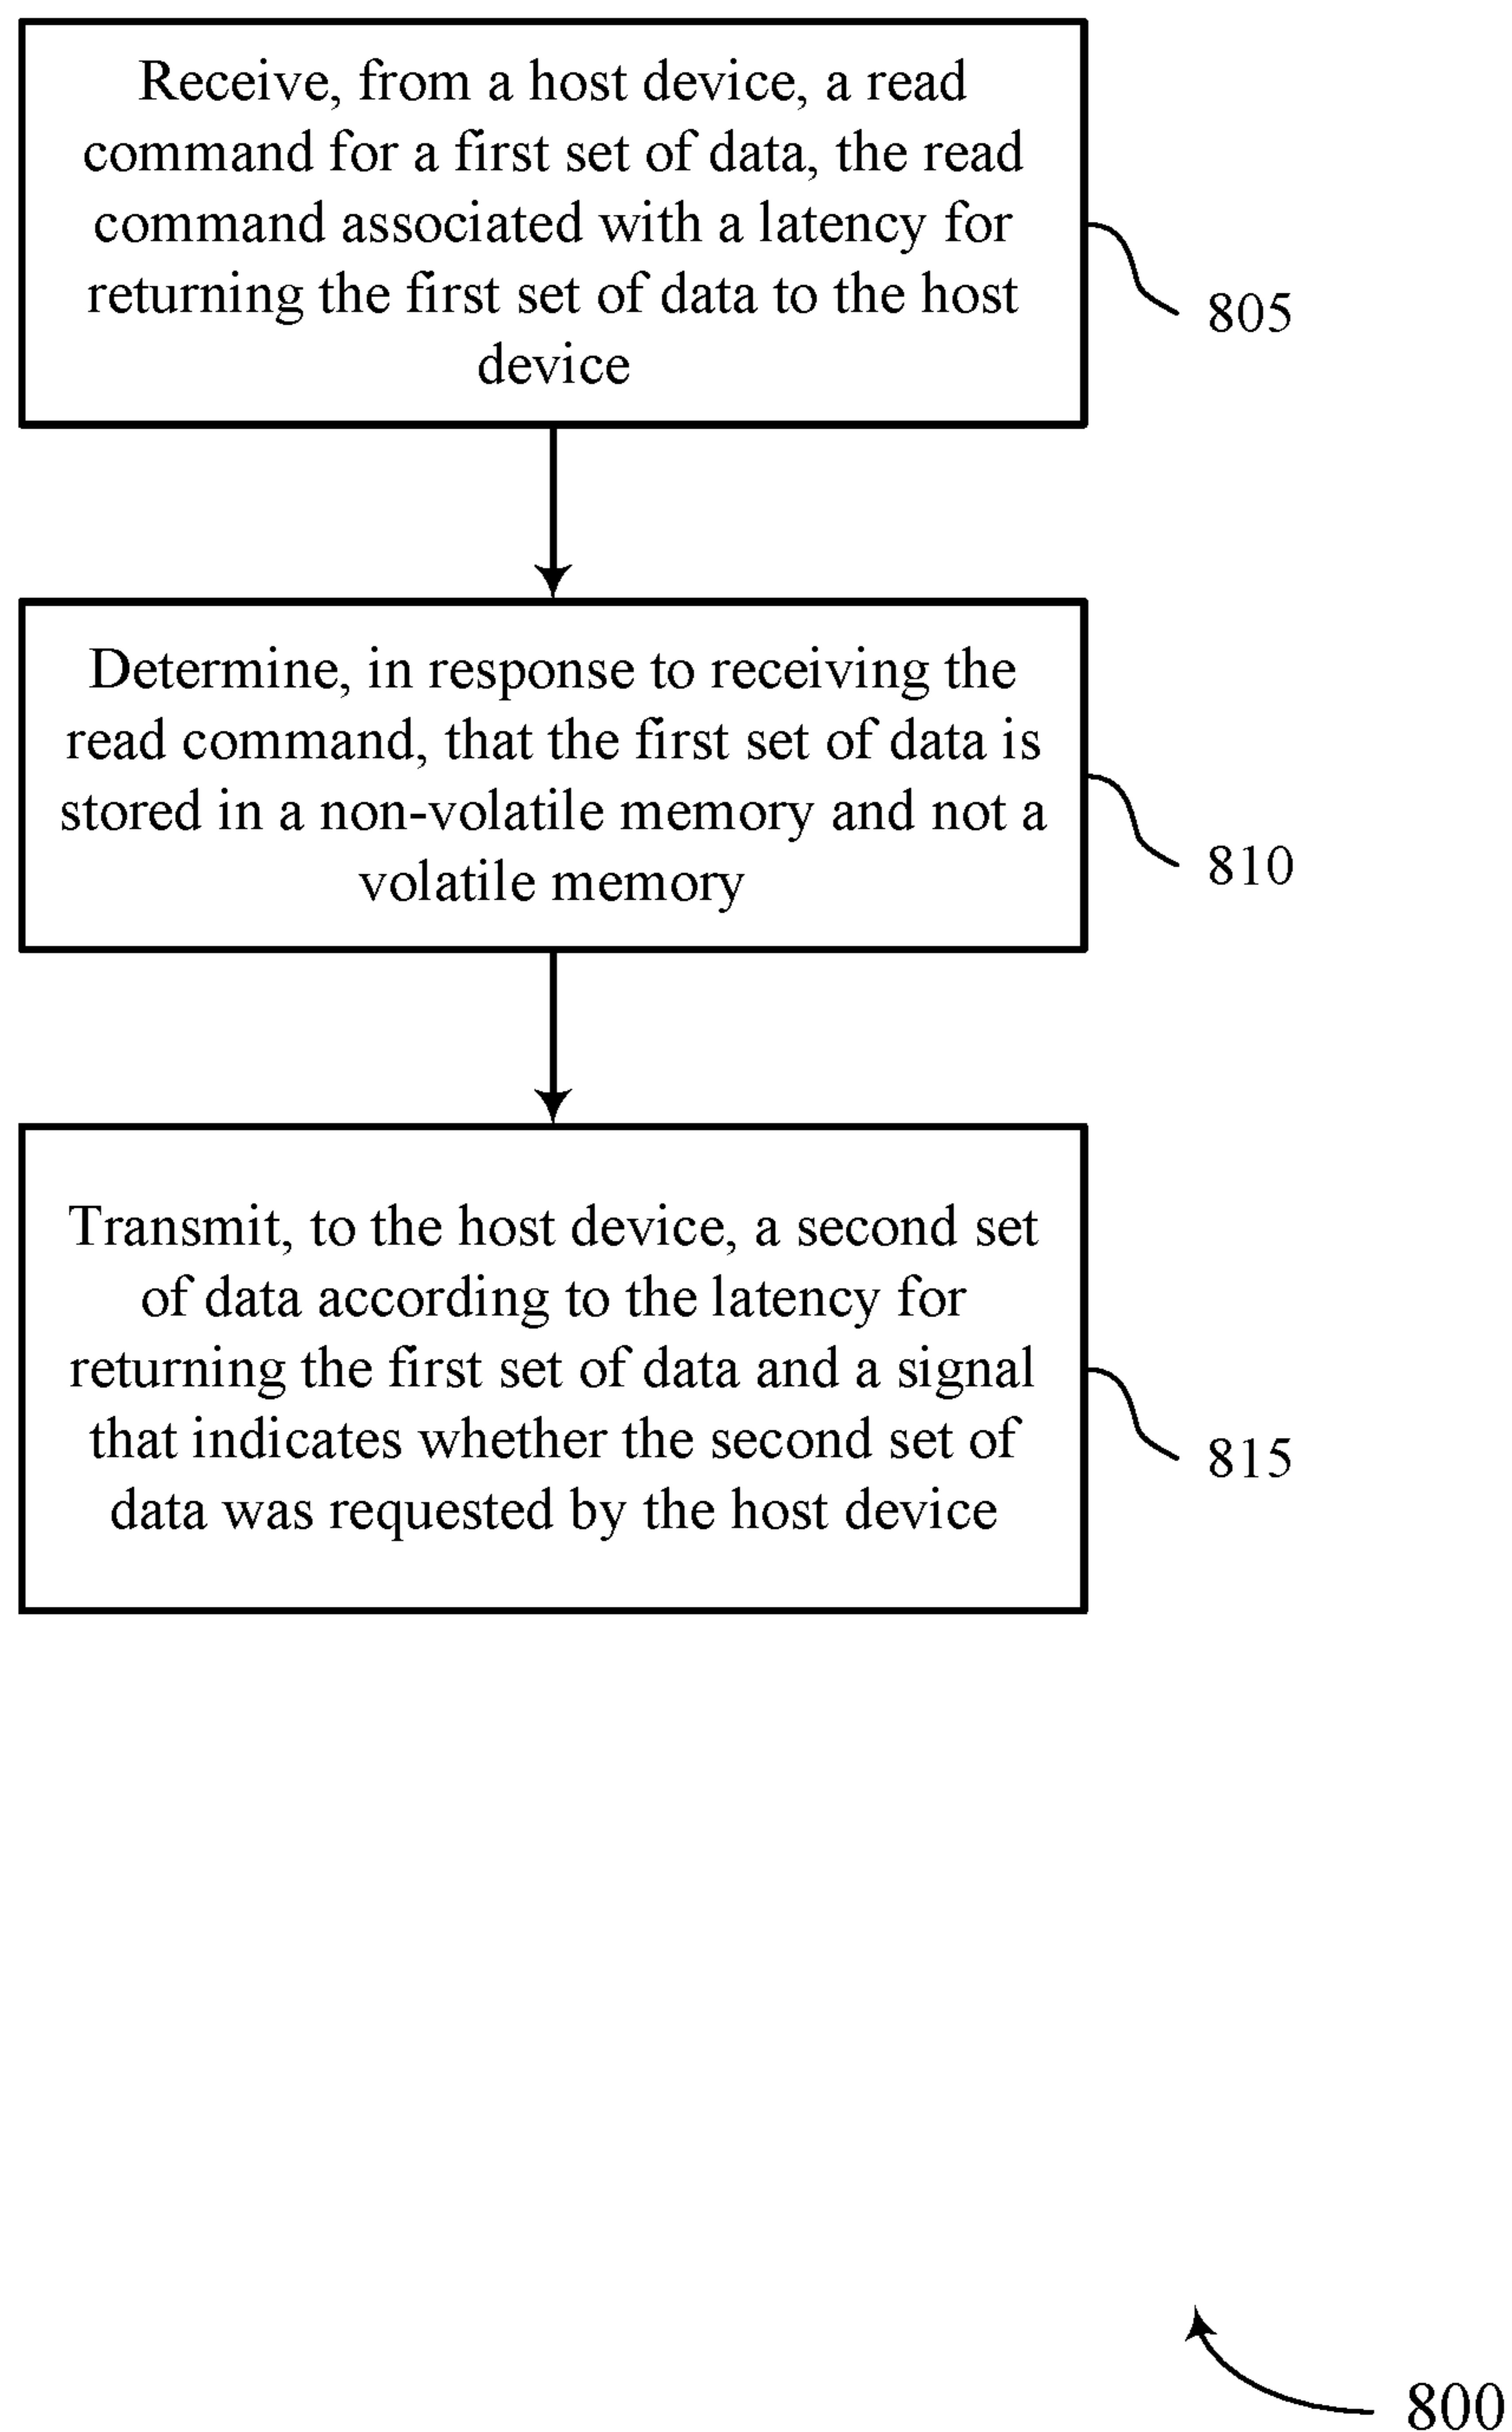 Receive, from a host device, a read
command for a first set of data, the read
command associated with a latency for
returning the first set of data to the host
device
805
Determine, in response to receiving the
read command, that the first set of data is
stored in a non-volatile memory and not a
volatile memory
810
Transmit, to the host device, a second set
of data according to the latency for
returning the first set of data and a signal
that indicates whether the second set of
data was requested by the host device
815
800